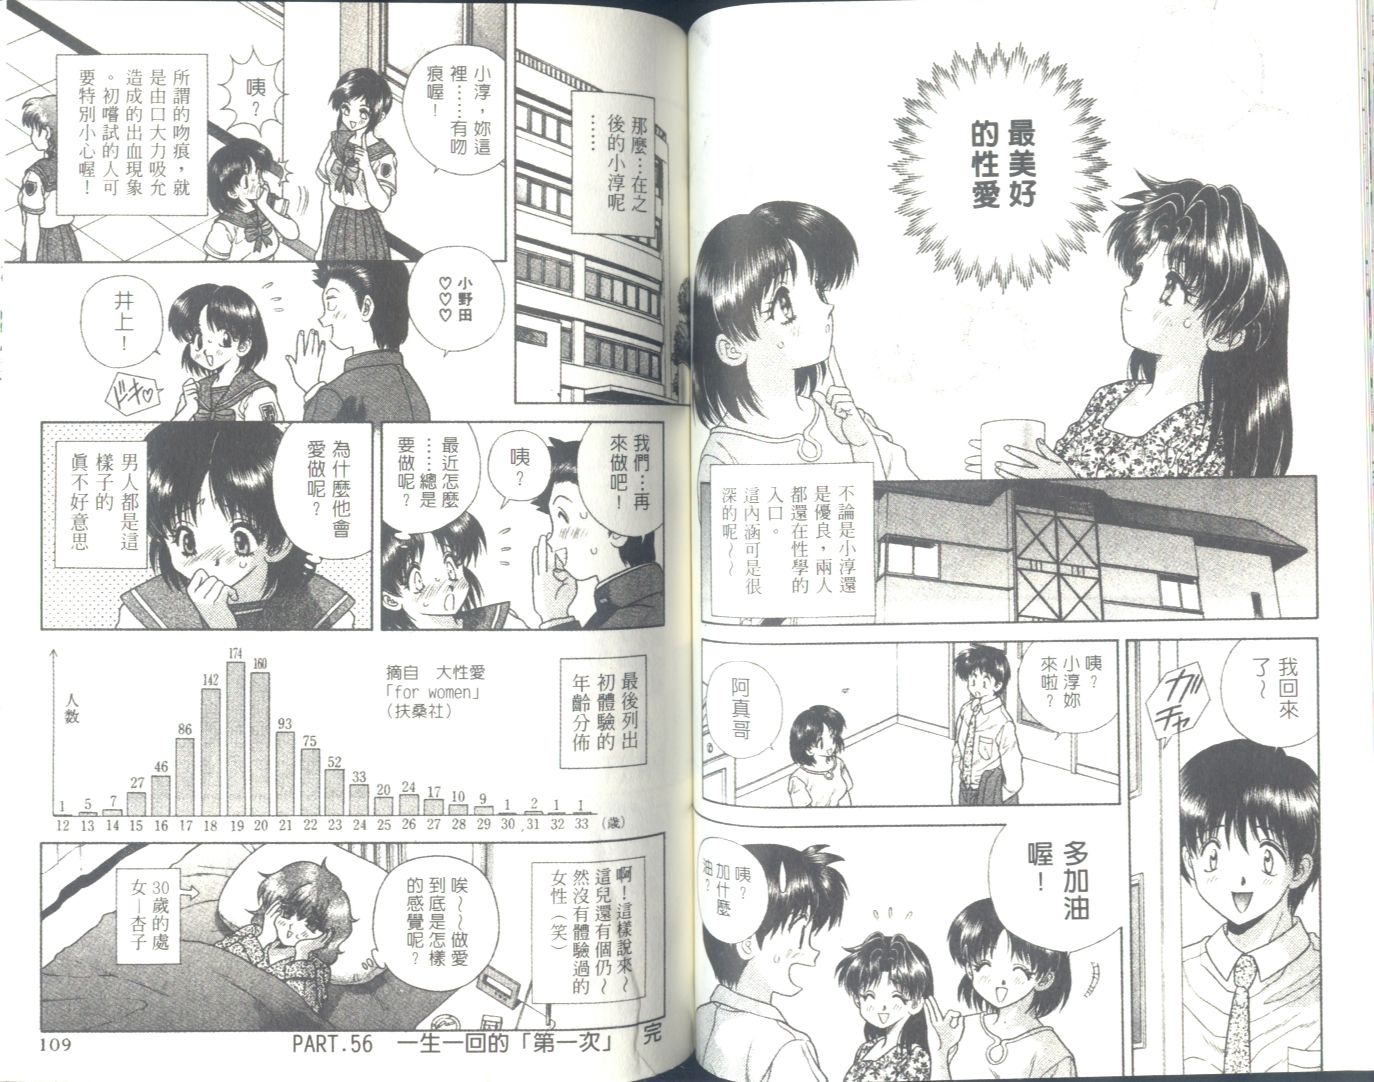 最美好
的性愛
不論是小淳還
是優良，兩人
都還在性學的
入口。
這內涵可是很
深的呢～～
我回來
了～
ガチャ
咦？
小淳妳
來啦？
阿真哥
多加油
喔！
咦？
加什麼
油？
那麼…在之
後的小淳呢
……
小淳，妳這
裡……有吻
痕喔！
咦？
所謂的吻痕，就
是由口大力吸允
造成的出血現象
。初嚐試的人可
要特別小心喔！
小野田
♡♡♡
井上！
ドキ♡
我們…再
來做吧！
咦？
最近怎麼
……總是
要做呢？
為什麼他會
愛做呢？
男人都是這
樣子的
真不好意思
最後列出
初體驗的
年齡分佈
摘自　大性愛
「for women」
（扶桑社）
人数
1 5 7 27 46 86 142 174 160 93 75 52 33 20 24 17 10 9 1 2 1 1
12 13 14 15 16 17 18 19 20 21 22 23 24 25 26 27 28 29 30 31 32 33 (歳)
啊！這樣說來～
這兒還有個仍～
然沒有體驗過的
女性（笑）
唉～～做愛
到底是怎樣
的感覺呢？
30歲的處
女－杏子
109
PART.56　一生一回的「第一次」　完